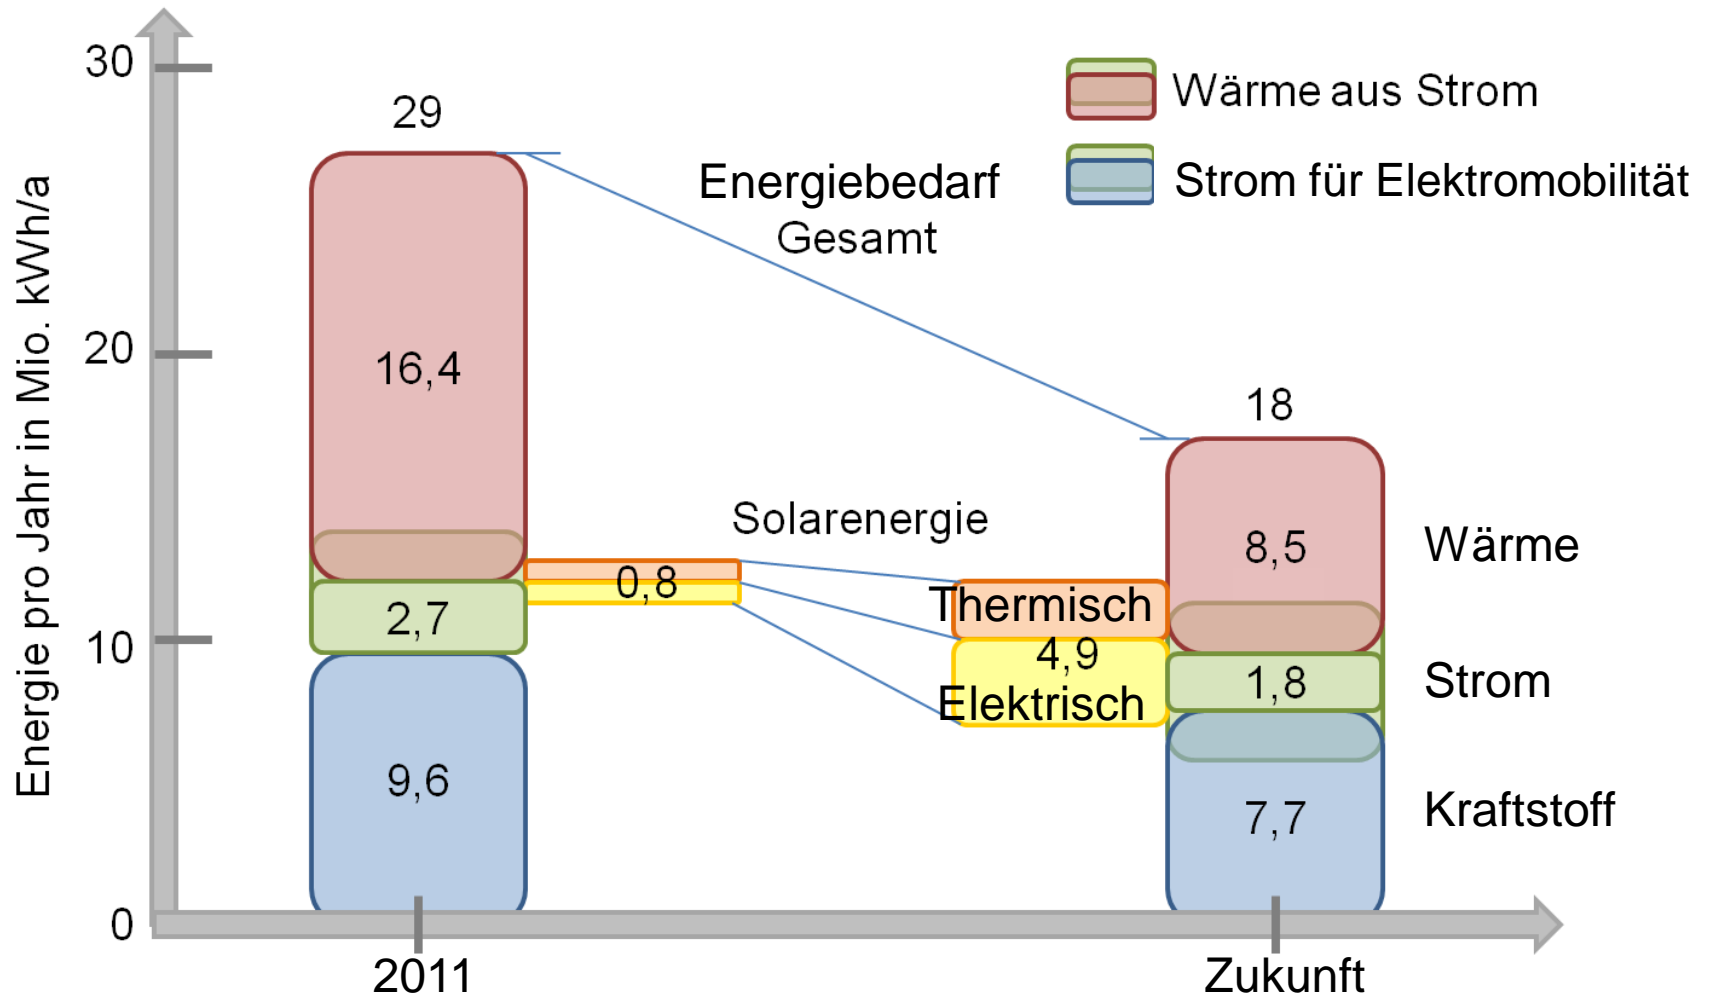 Energie pro Jahr in Mio. kWh/a
30
20
10
0
29
16,4
2,7
9,6
2011
Energiebedarf
Gesamt
Solarenergie
0,8
Thermisch
4,9
Elektrisch
18
8,5
1,8
7,7
Zukunft
Wärme aus Strom
Strom für Elektromobilität
Wärme
Strom
Kraftstoff